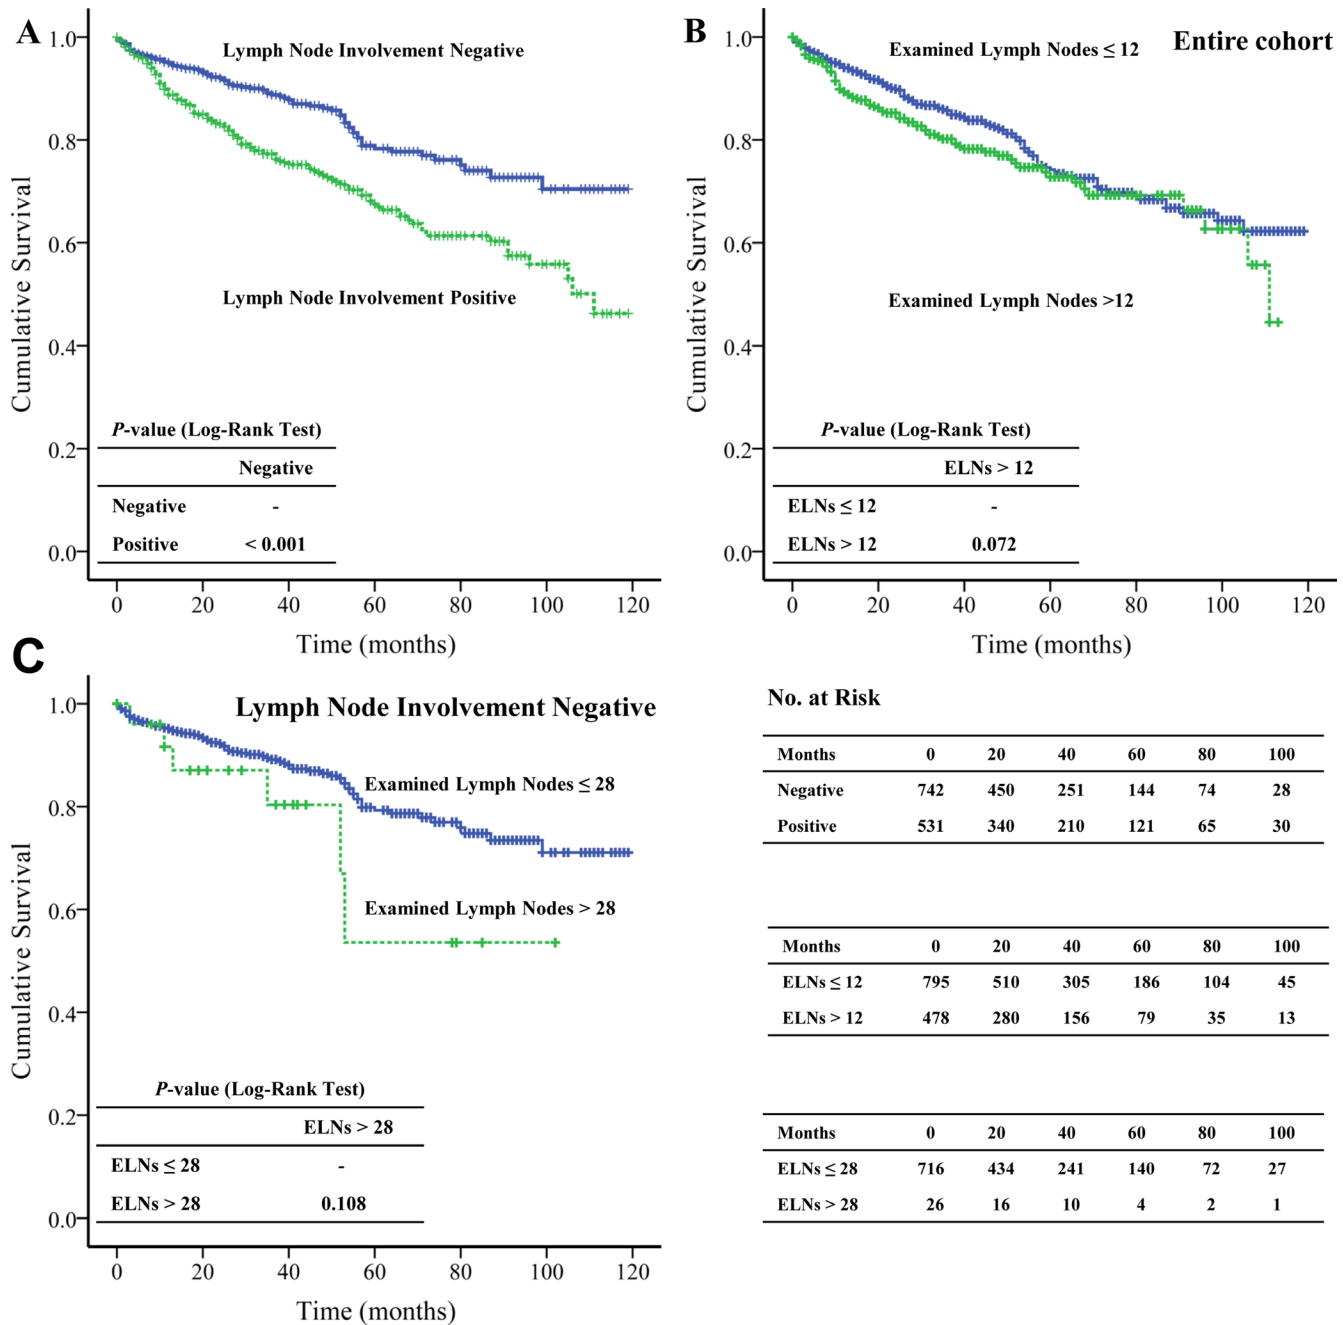 A
Lymph Node Involvement Negative
Lymph Node Involvement Positive
Cumulative Survival
1.0
0.8
0.6
0.4
0.2
0.0
P-value (Log-Rank Test)
Negative
Negative -
Positive < 0.001
0 20 40 60 80 100 120
Time (months)
B
Entire cohort
Examined Lymph Nodes ≤ 12
Examined Lymph Nodes >12
Cumulative Survival
1.0
0.8
0.6
0.4
0.2
0.0
P-value (Log-Rank Test)
ELNs > 12
ELNs ≤ 12 -
ELNs > 12 0.072
0 20 40 60 80 100 120
Time (months)
C
Lymph Node Involvement Negative
Examined Lymph Nodes ≤ 28
Examined Lymph Nodes > 28
Cumulative Survival
1.0
0.8
0.6
0.4
0.2
0.0
P-value (Log-Rank Test)
ELNs > 28
ELNs ≤ 28 -
ELNs > 28 0.108
0 20 40 60 80 100 120
Time (months)
No. at Risk
Months 0 20 40 60 80 100
Negative 742 450 251 144 74 28
Positive 531 340 210 121 65 30
Months 0 20 40 60 80 100
ELNs ≤ 12 795 510 305 186 104 45
ELNs > 12 478 280 156 79 35 13
Months 0 20 40 60 80 100
ELNs ≤ 28 716 434 241 140 72 27
ELNs > 28 26 16 10 4 2 1